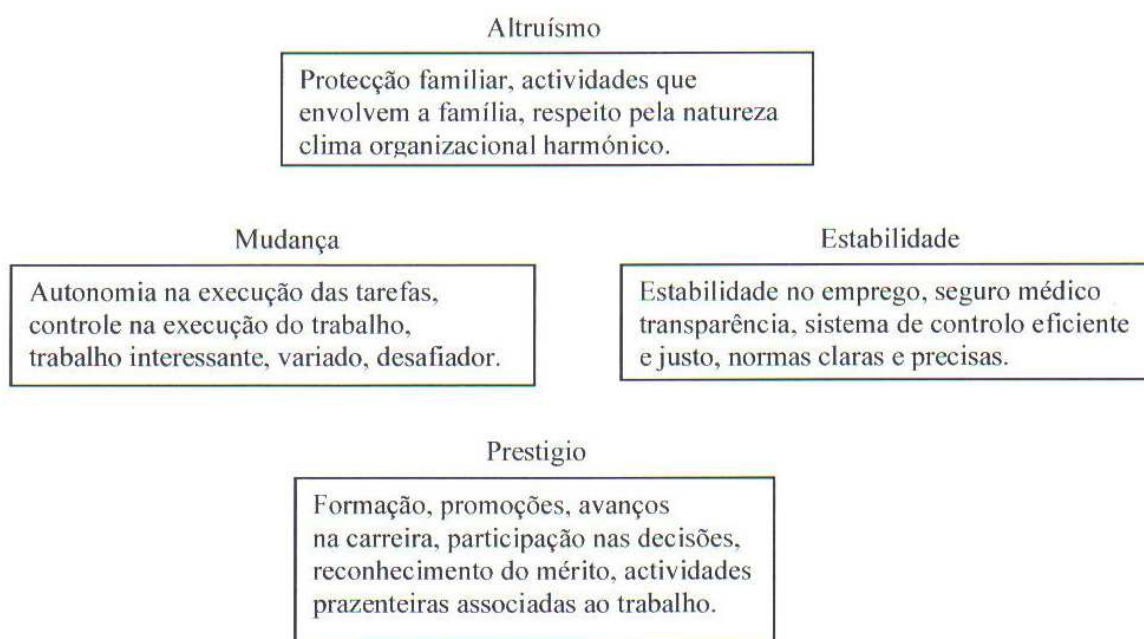 Altruísmo
Protecção familiar, actividades que
envolvem a família, respeito pela natureza
clima organizacional harmónico.
Mudança
Autonomia na execução das tarefas,
controle na execução do trabalho,
trabalho interessante, variado, desafiador.
Estabilidade
Estabilidade no emprego, seguro médico
transparência, sistema de controlo eficiente
e justo, normas claras e precisas.
Prestigio
Formação, promoções, avanços
na carreira, participação nas decisões,
reconhecimento do mérito, actividades
prazenteiras associadas ao trabalho.